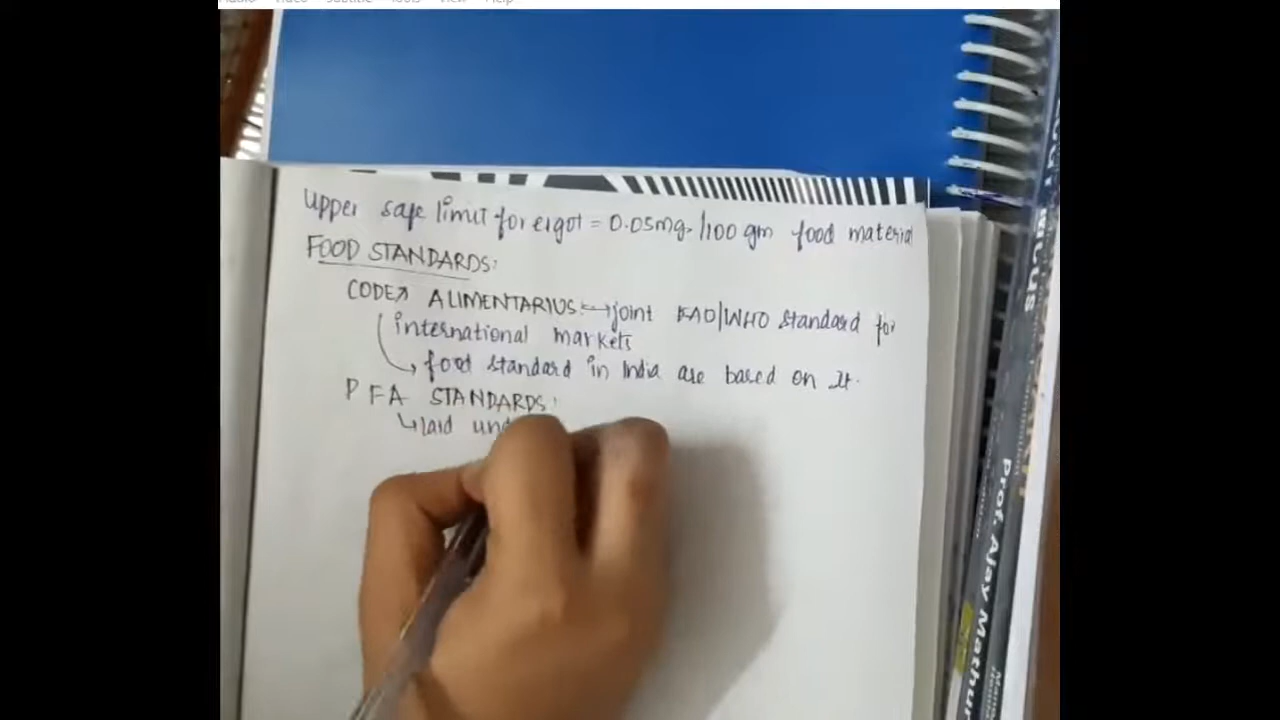 Upper safe limit for ergot = 0.05mg/100 gm food material
FOOD STANDARDS:
CODEX ALIMENTARIUS: joint FAO/WHO standard for
international markets
food standard in India are based on it.
PFA STANDARDS:
laid
Prof. Ajay Mathur